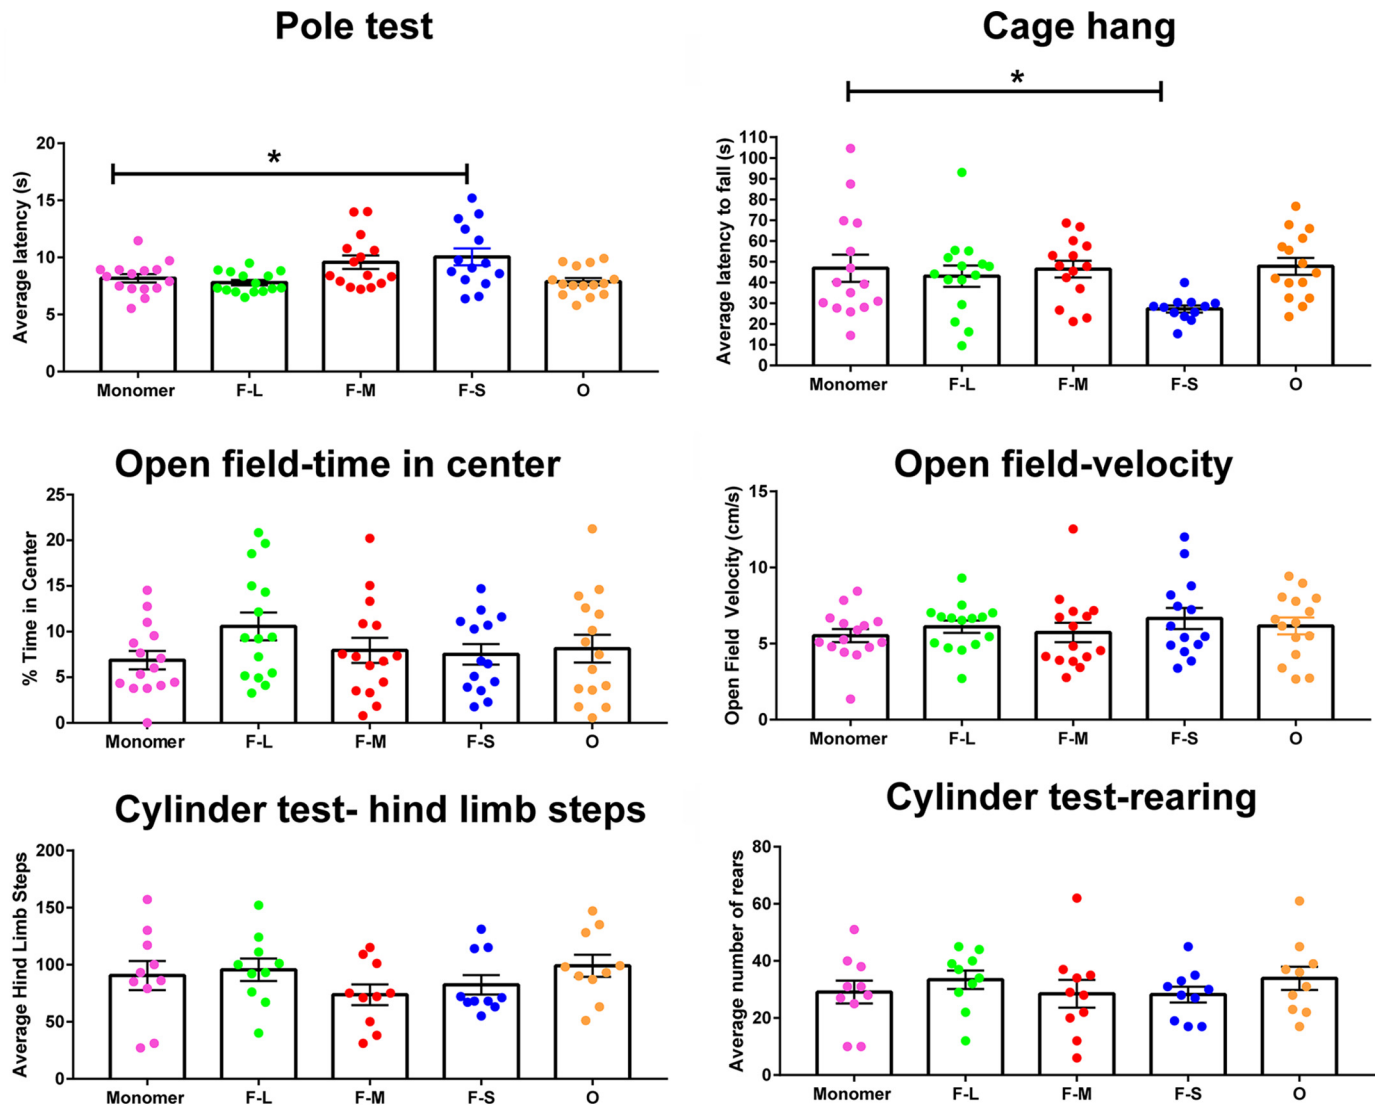 Pole test
*
Average latency (s)
20
15
10
5
0
Monomer F-L F-M F-S O
Cage hang
*
Average latency to fall (s)
110
100
90
80
70
60
50
40
30
20
10
0
Monomer F-L F-M F-S O
Open field-time in center
% Time in Center
25
20
15
10
5
0
Monomer F-L F-M F-S O
Open field-velocity
Open Field Velocity (cm/s)
15
10
5
0
Monomer F-L F-M F-S O
Cylinder test- hind limb steps
Average Hind Limb Steps
200
150
100
50
0
Monomer F-L F-M F-S O
Cylinder test-rearing
Average number of rears
80
60
40
20
0
Monomer F-L F-M F-S O